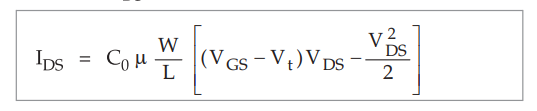 I_DS = C_0 μ W/L [(V_GS − V_t)V_DS − V_DS^2/2]